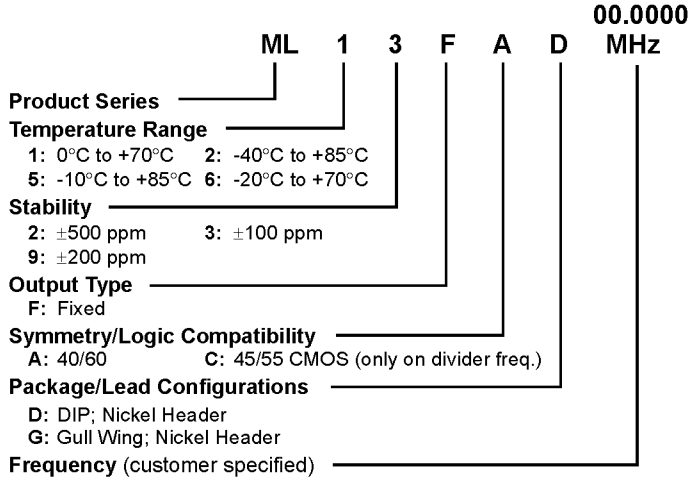 00.0000
ML 1 3 F A D MHz
Product Series
Temperature Range
1: 0°C to +70°C 2: -40°C to +85°C
5: -10°C to +85°C 6: -20°C to +70°C
Stability
2: ±500 ppm 3: ±100 ppm
9: ±200 ppm
Output Type
F: Fixed
Symmetry/Logic Compatibility
A: 40/60 C: 45/55 CMOS (only on divider freq.)
Package/Lead Configurations
D: DIP; Nickel Header
G: Gull Wing; Nickel Header
Frequency (customer specified)